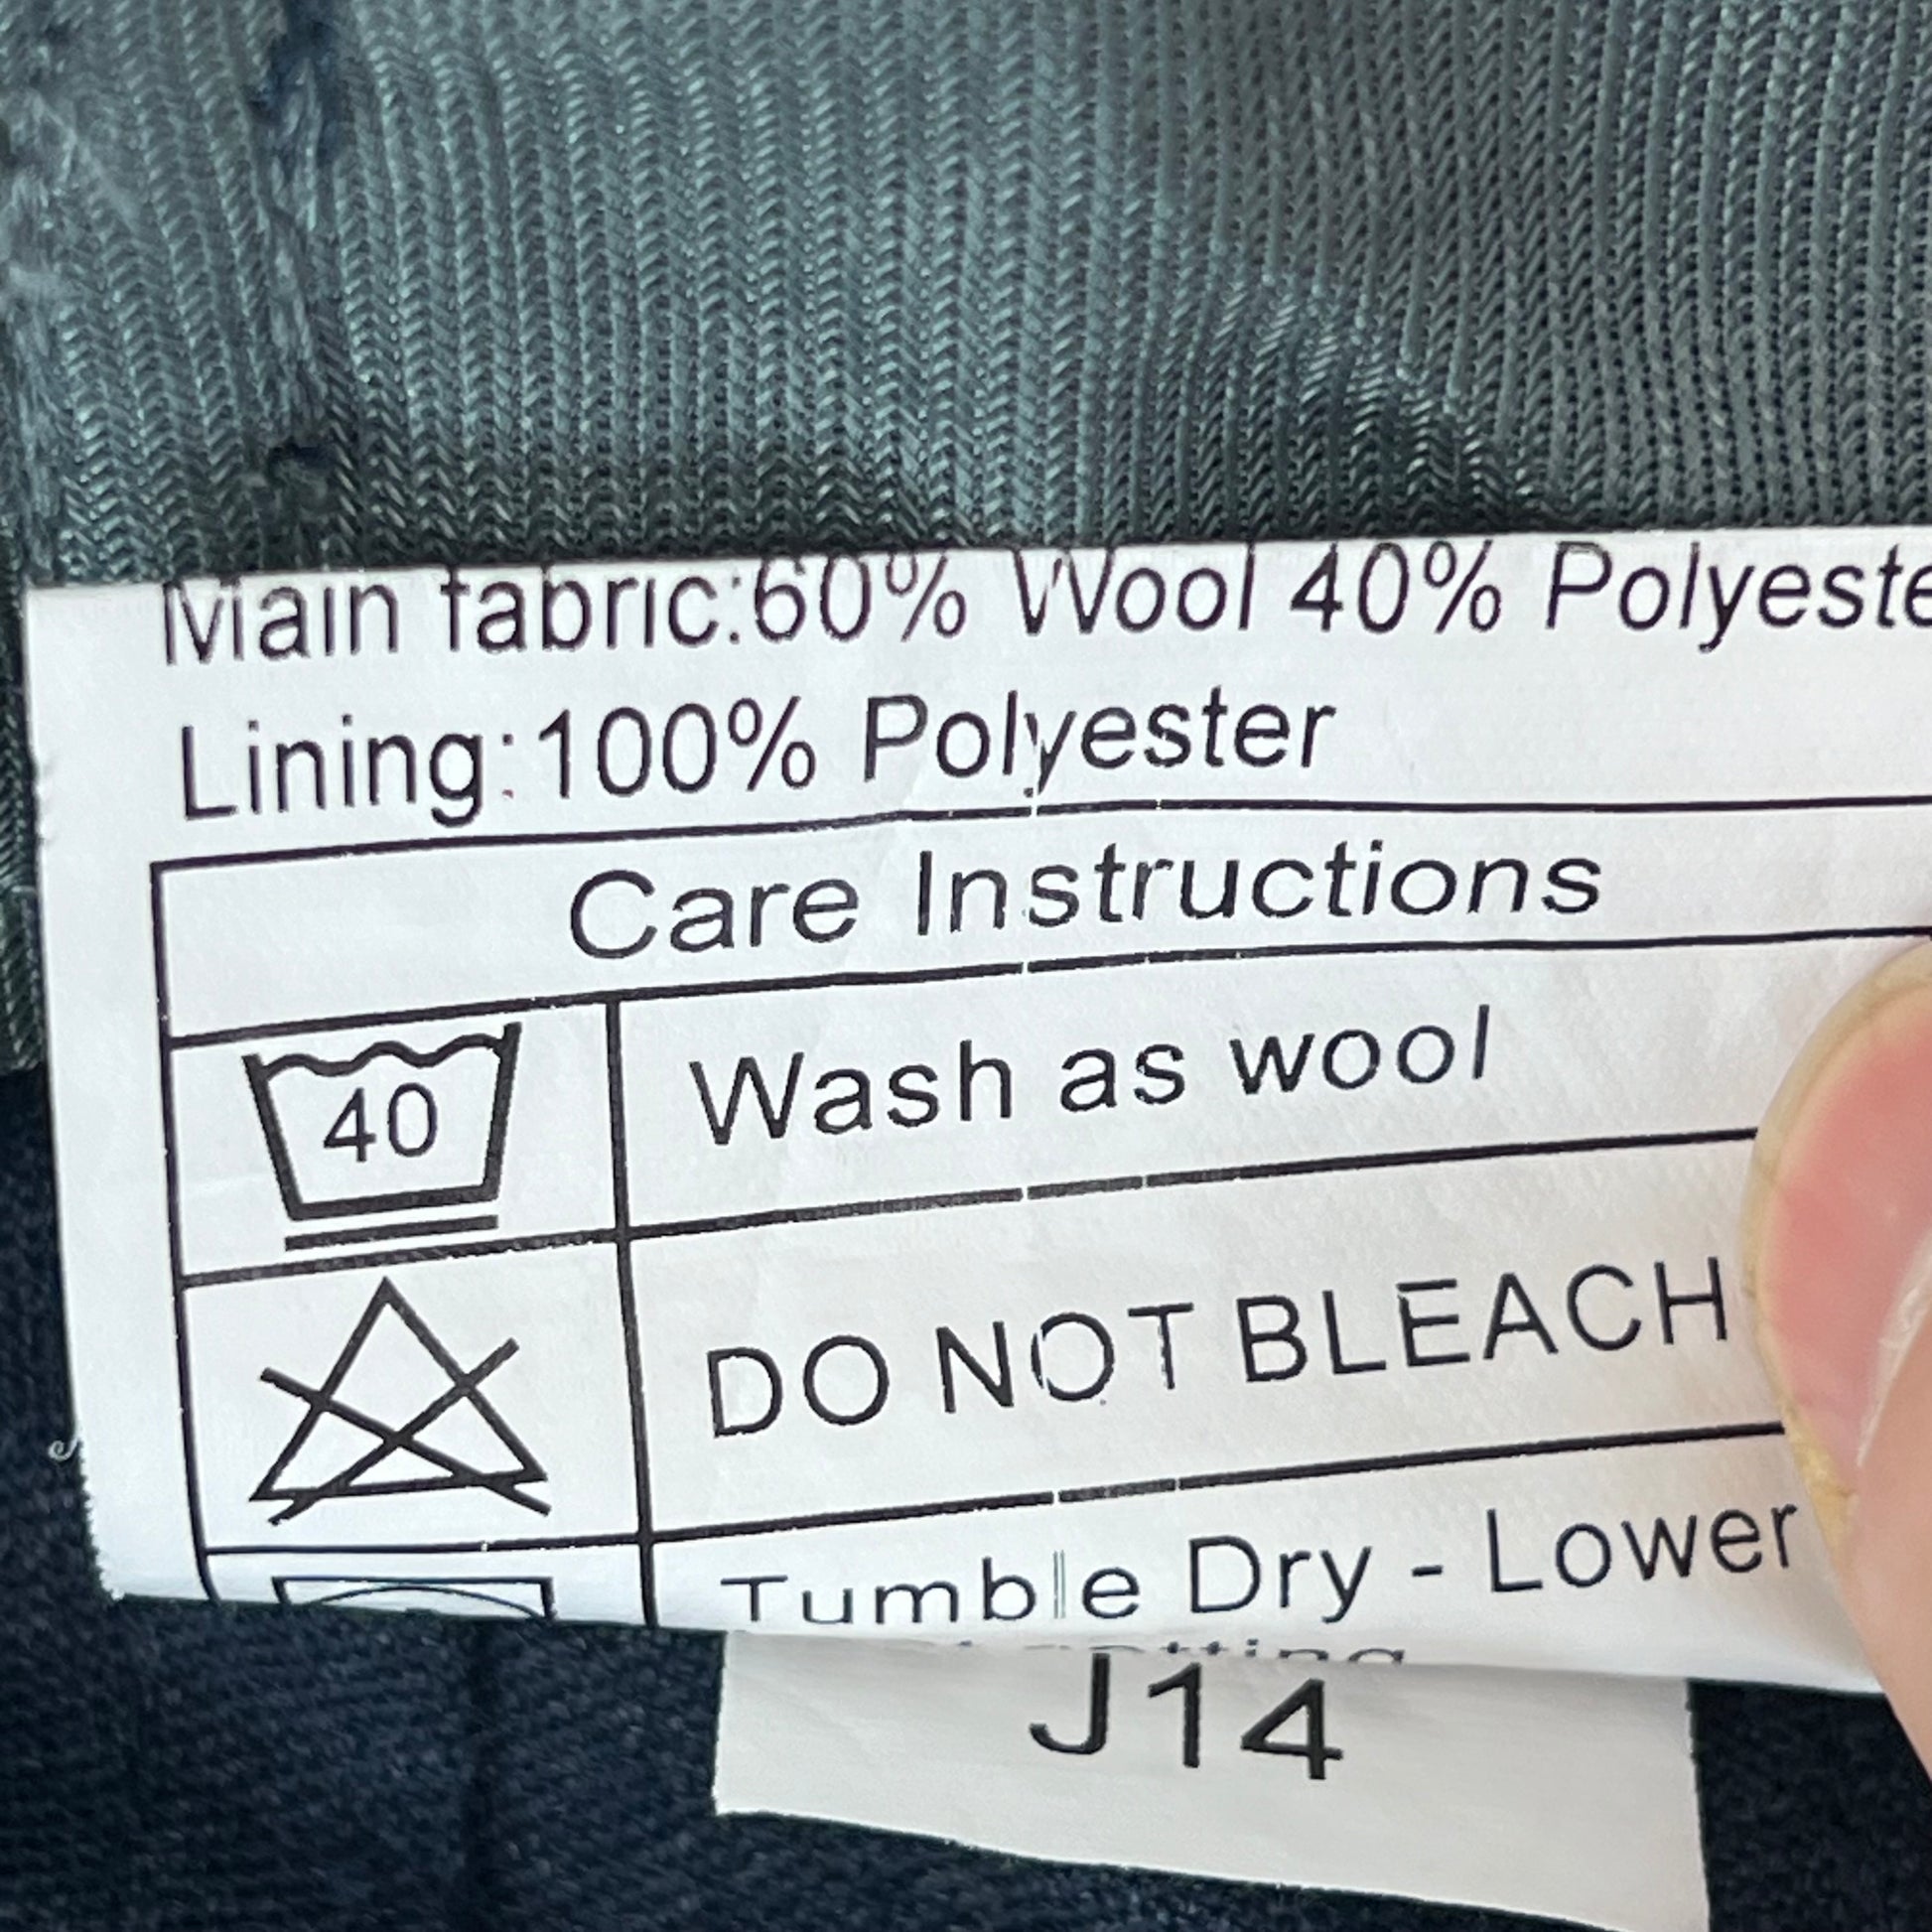 Main fabric:60% Wool 40% Polyeste
Lining:100% Polyester
Care Instructions
40
Wash as wool
DO NOT BLEACH
Tumble Dry - Lower
J14